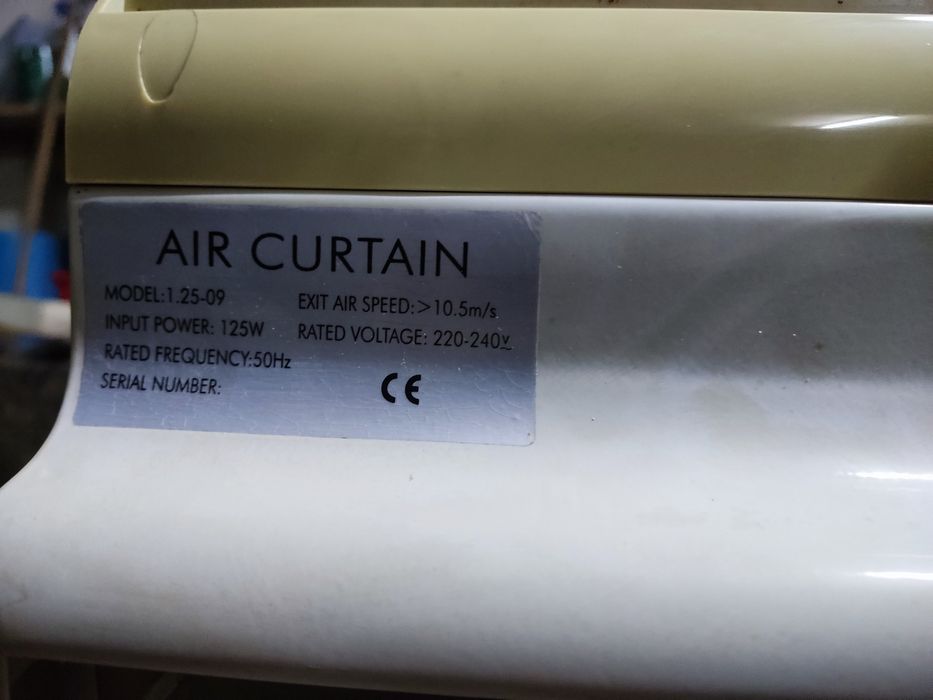 AIR CURTAIN
MODEL:1.25-09
EXIT AIR SPEED:>10.5m/s
INPUT POWER: 125W
RATED VOLTAGE: 220-240V
RATED FREQUENCY:50Hz
SERIAL NUMBER:
CE